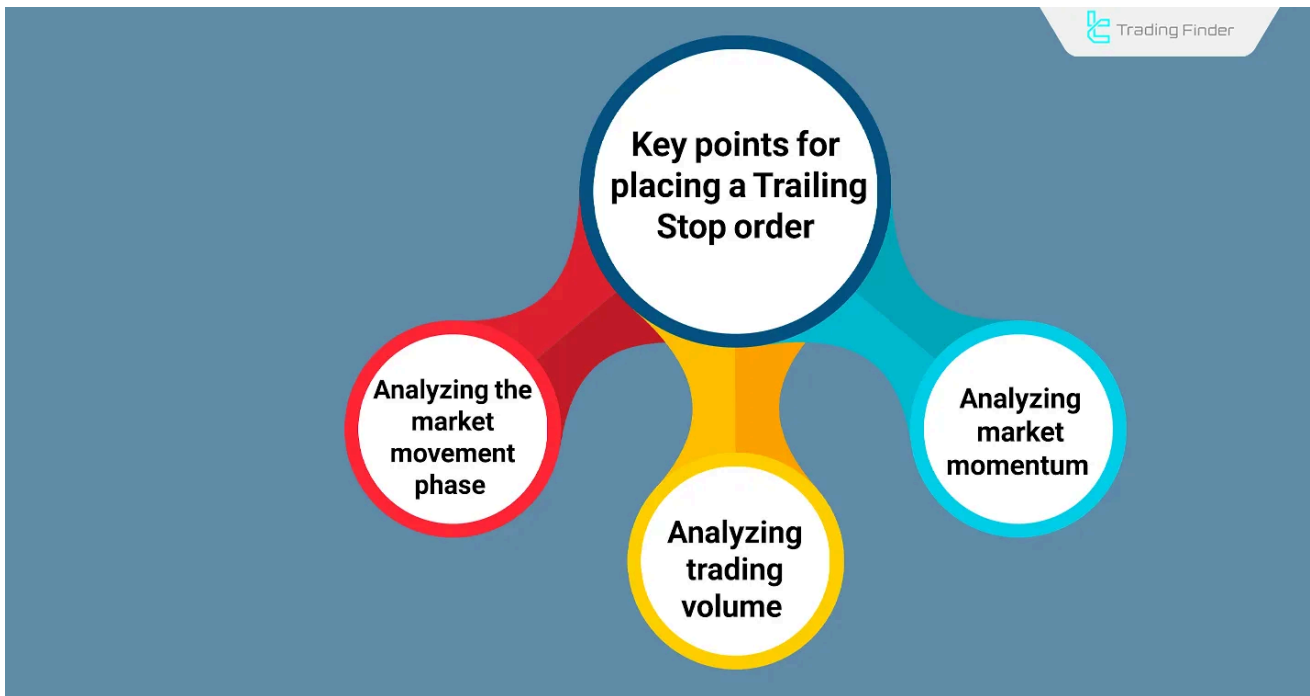 Trading Finder
Key points for
placing a Trailing
Stop order
Analyzing the
market
movement
phase
Analyzing
trading
volume
Analyzing
market
momentum